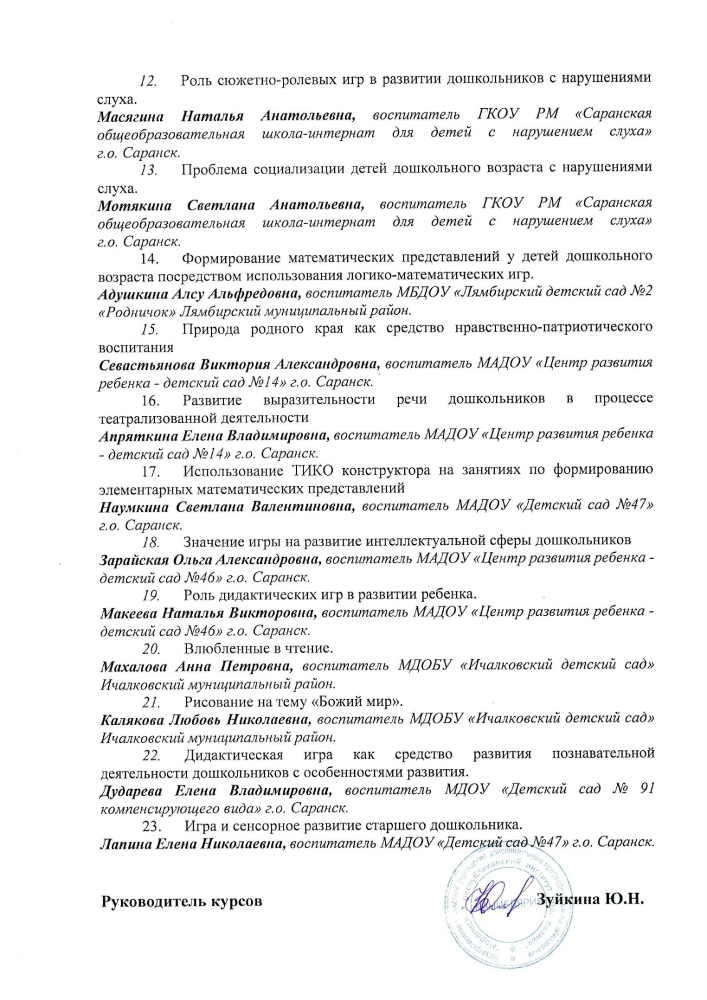 12. Роль сюжетно-ролевых игр в развитии дошкольников с нарушениями
слуха.
Масягина Наталья Анатольевна, воспитатель ГКОУ РМ «Саранская
общеобразовательная школа-интернат для детей с нарушением слуха»
г.о. Саранск.
13. Проблема социализации детей дошкольного возраста с нарушениями
слуха.
Мотякина Светлана Анатольевна, воспитатель ГКОУ РМ «Саранская
общеобразовательная школа-интернат для детей с нарушением слуха»
г.о. Саранск.
14. Формирование математических представлений у детей дошкольного
возраста посредством использования логико-математических игр.
Адушкина Алсу Альфредовна, воспитатель МБДОУ «Лямбирский детский сад №2
«Родничок» Лямбирский муниципальный район.
15. Природа родного края как средство нравственно-патриотического
воспитания
Севастьянова Виктория Александровна, воспитатель МАДОУ «Центр развития
ребенка - детский сад №14» г.о. Саранск.
16. Развитие выразительности речи дошкольников в процессе
театрализованной деятельности
Апряткина Елена Владимировна, воспитатель МАДОУ «Центр развития ребенка
- детский сад №14» г.о. Саранск.
17. Использование ТИКО конструктора на занятиях по формированию
элементарных математических представлений
Наумкина Светлана Валентиновна, воспитатель МАДОУ «Детский сад №47»
г.о. Саранск.
18. Значение игры на развитие интеллектуальной сферы дошкольников
Зарайская Ольга Александровна, воспитатель МАДОУ «Центр развития ребенка -
детский сад №46» г.о. Саранск.
19. Роль дидактических игр в развитии ребенка.
Макеева Наталья Викторовна, воспитатель МАДОУ «Центр развития ребенка -
детский сад №46» г.о. Саранск.
20. Влюбленные в чтение.
Махалова Анна Петровна, воспитатель МДОБУ «Ичалковский детский сад»
Ичалковский муниципальный район.
21. Рисование на тему «Божий мир».
Калякова Любовь Николаевна, воспитатель МДОБУ «Ичалковский детский сад»
Ичалковский муниципальный район.
22. Дидактическая игра как средство развития познавательной
деятельности дошкольников с особенностями развития.
Дударева Елена Владимировна, воспитатель МДОУ «Детский сад № 91
компенсирующего вида» г.о. Саранск.
23. Игра и сенсорное развитие старшего дошкольника.
Лапина Елена Николаевна, воспитатель МАДОУ «Детский сад №47» г.о. Саранск.
Руководитель курсов Зуйкина Ю.Н.